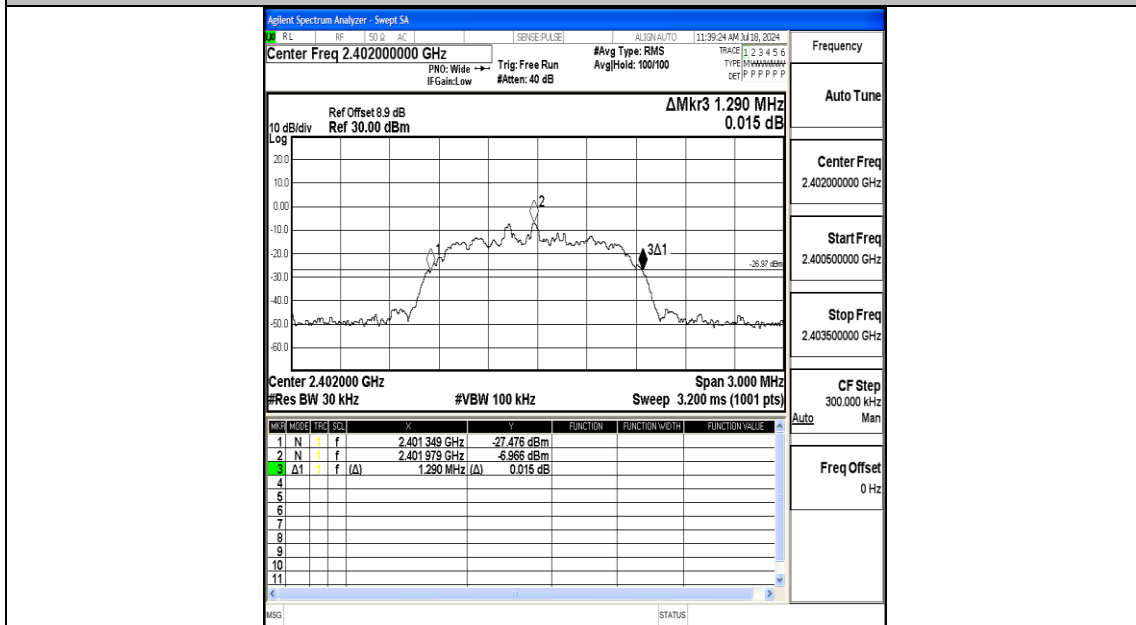 Agilent Spectrum Analyzer - Swept SA
RL RF 50 Ω AC SENSE:PULSE ALIGN AUTO 11:39:24 AM Jul 18, 2024
Center Freq 2.402000000 GHz
PNO: Wide
IFGain:Low
Trig: Free Run
#Atten: 40 dB
#Avg Type: RMS
Avg|Hold: 100/100
TRACE 1 2 3 4 5 6
TYPE
DET P P P P P P
Frequency
Auto Tune
Center Freq
2.402000000 GHz
Start Freq
2.400500000 GHz
Stop Freq
2.403500000 GHz
CF Step
300.000 kHz
Auto Man
Freq Offset
0 Hz
ΔMkr3 1.290 MHz
0.015 dB
Ref Offset 8.9 dB
10 dB/div Ref 30.00 dBm
Log
20.0
10.0
0.00
-10.0
-20.0
-30.0
-40.0
-50.0
-60.0
1
2
3Δ1
-26.97 dBm
Center 2.402000 GHz Span 3.000 MHz
#Res BW 30 kHz #VBW 100 kHz Sweep 3.200 ms (1001 pts)
MKR MODE TRC SCL X Y FUNCTION FUNCTION WIDTH FUNCTION VALUE
1 N 1 f 2.401 349 GHz -27.476 dBm
2 N 1 f 2.401 979 GHz -6.966 dBm
3 Δ1 1 f (Δ) 1.290 MHz (Δ) 0.015 dB
4
5
6
7
8
9
10
11
MSG STATUS